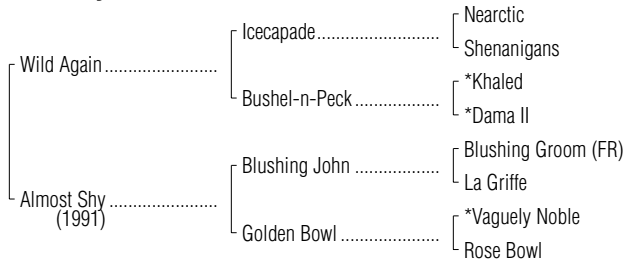 Nearctic
Icecapade
Shenanigans
Wild Again
*Khaled
Bushel-n-Peck
*Dama II
Blushing Groom (FR)
Blushing John
La Griffe
Almost Shy
(1991)
*Vaguely Noble
Golden Bowl
Rose Bowl